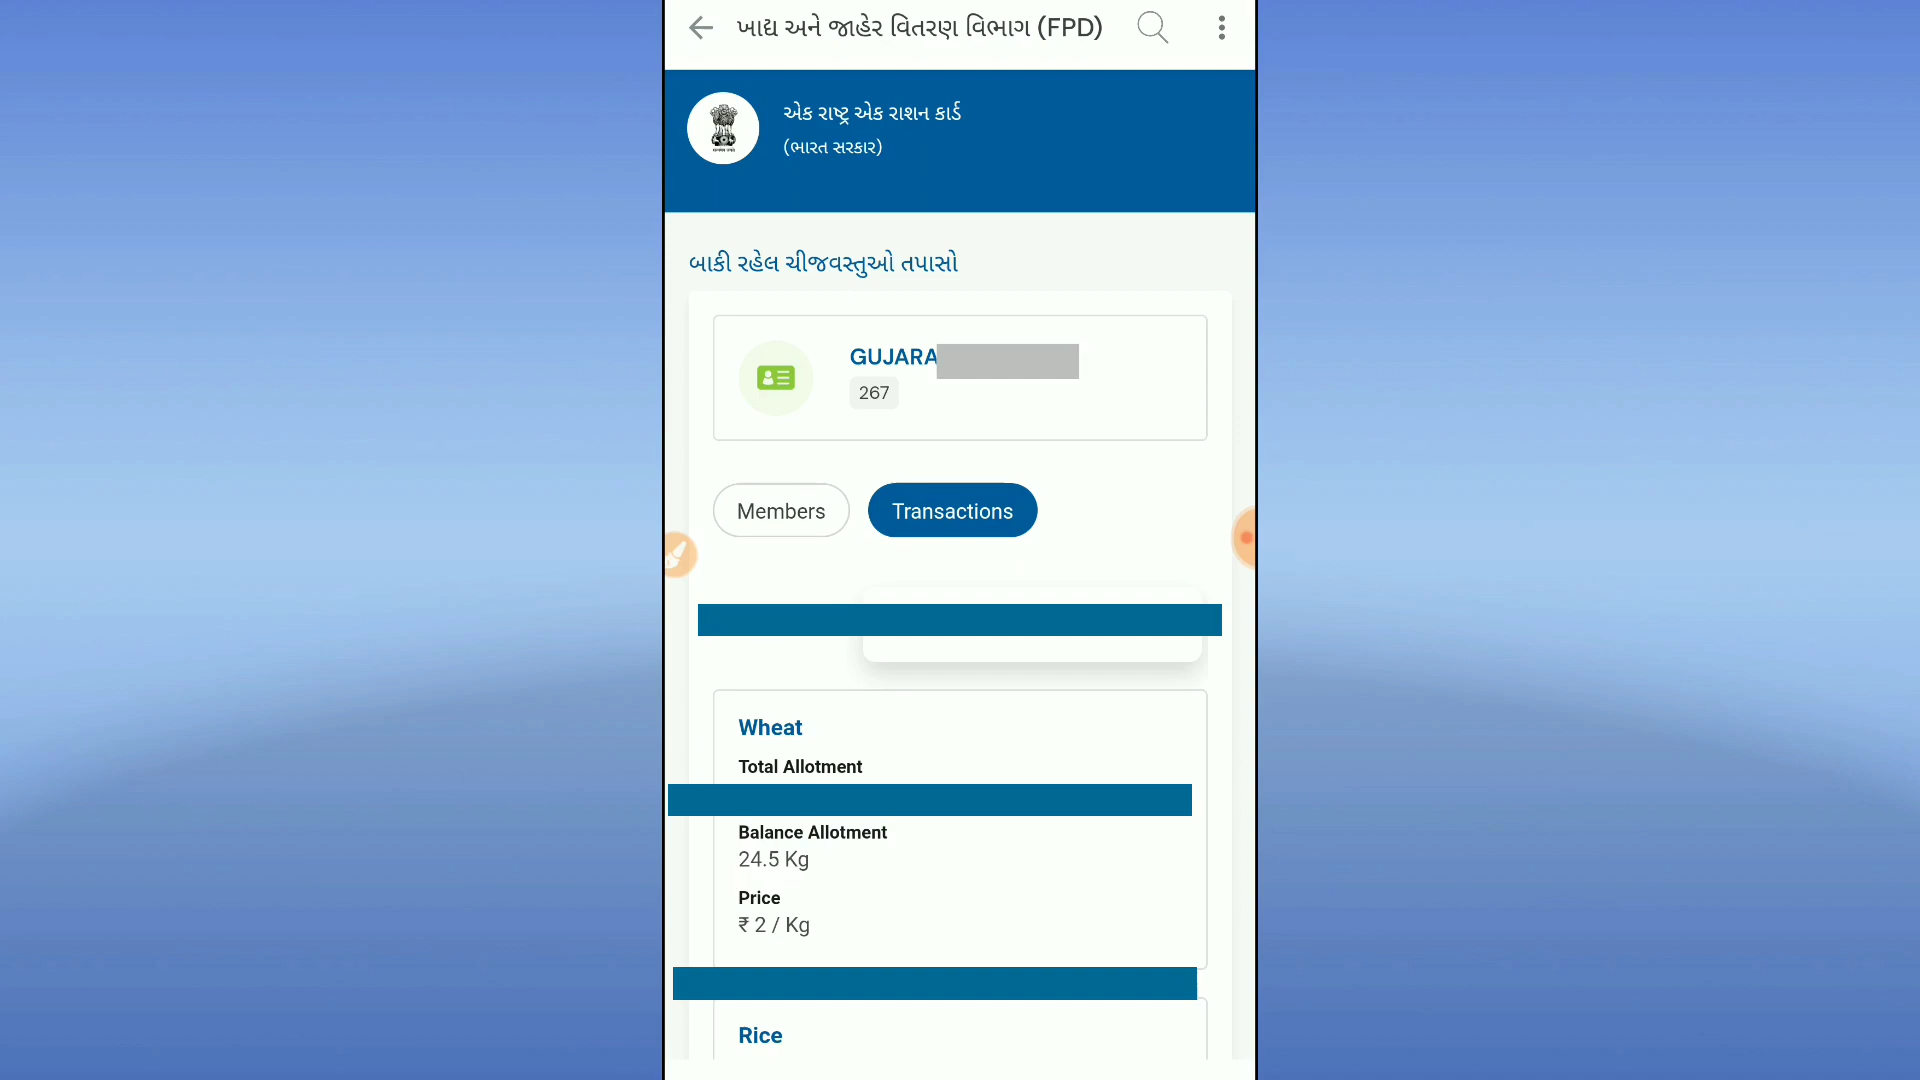 ખાદ્ય અને જાહેર વિતરણ વિભાગ (FPD)
એક રાષ્ટ્ર એક રાશન કાર્ડ
(ભારત સરકાર)
બાકી રહેલ ચીજવસ્તુઓ તપાસો
GUJARA
267
Members
Transactions
Wheat
Total Allotment
Balance Allotment
24.5 Kg
Price
₹ 2 / Kg
Rice